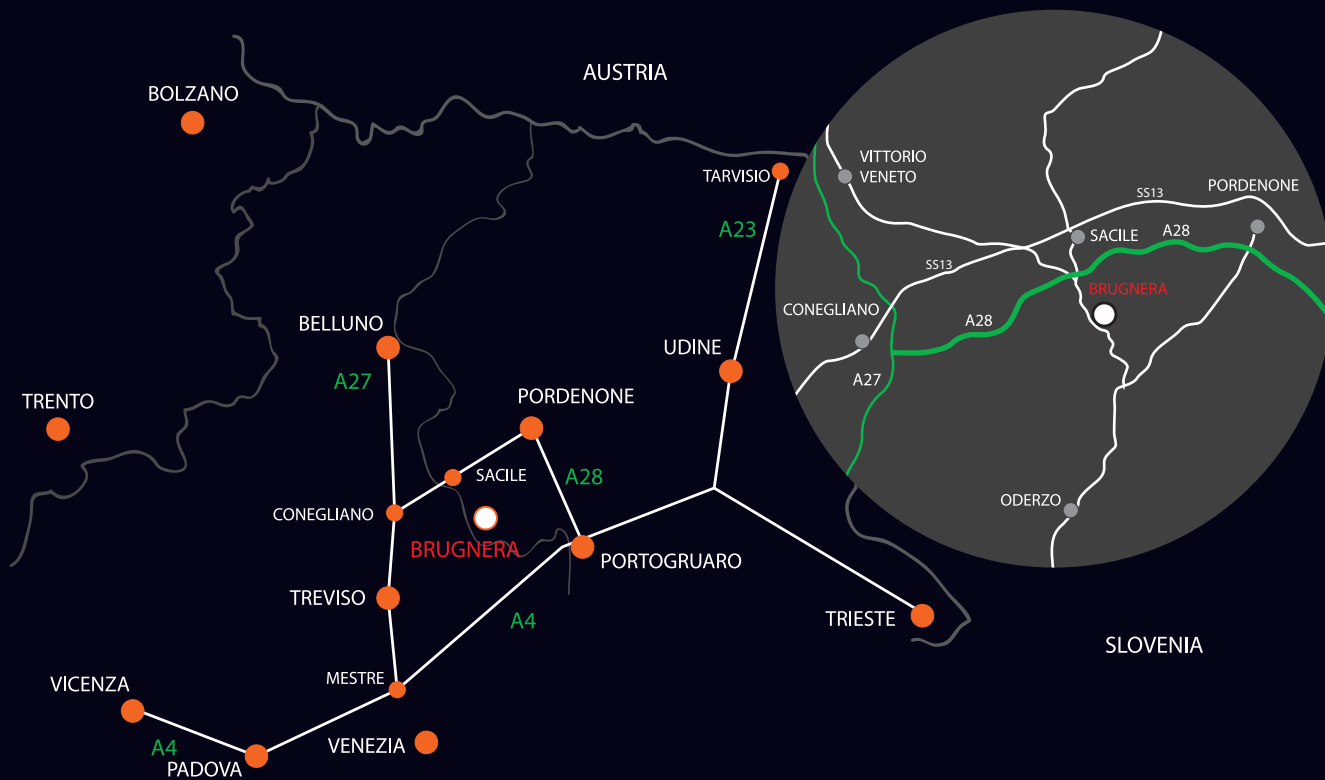 AUSTRIA
BOLZANO
TARVISIO
A23
BELLUNO
A27
UDINE
TRENTO
PORDENONE
SACILE
A28
CONEGLIANO
BRUGNERA
PORTOGRUARO
TREVISO
A4
TRIESTE
SLOVENIA
MESTRE
VICENZA
VENEZIA
A4
PADOVA
VITTORIO
VENETO
PORDENONE
SS13
SACILE
A28
SS13
BRUGNERA
CONEGLIANO
A28
A27
ODERZO